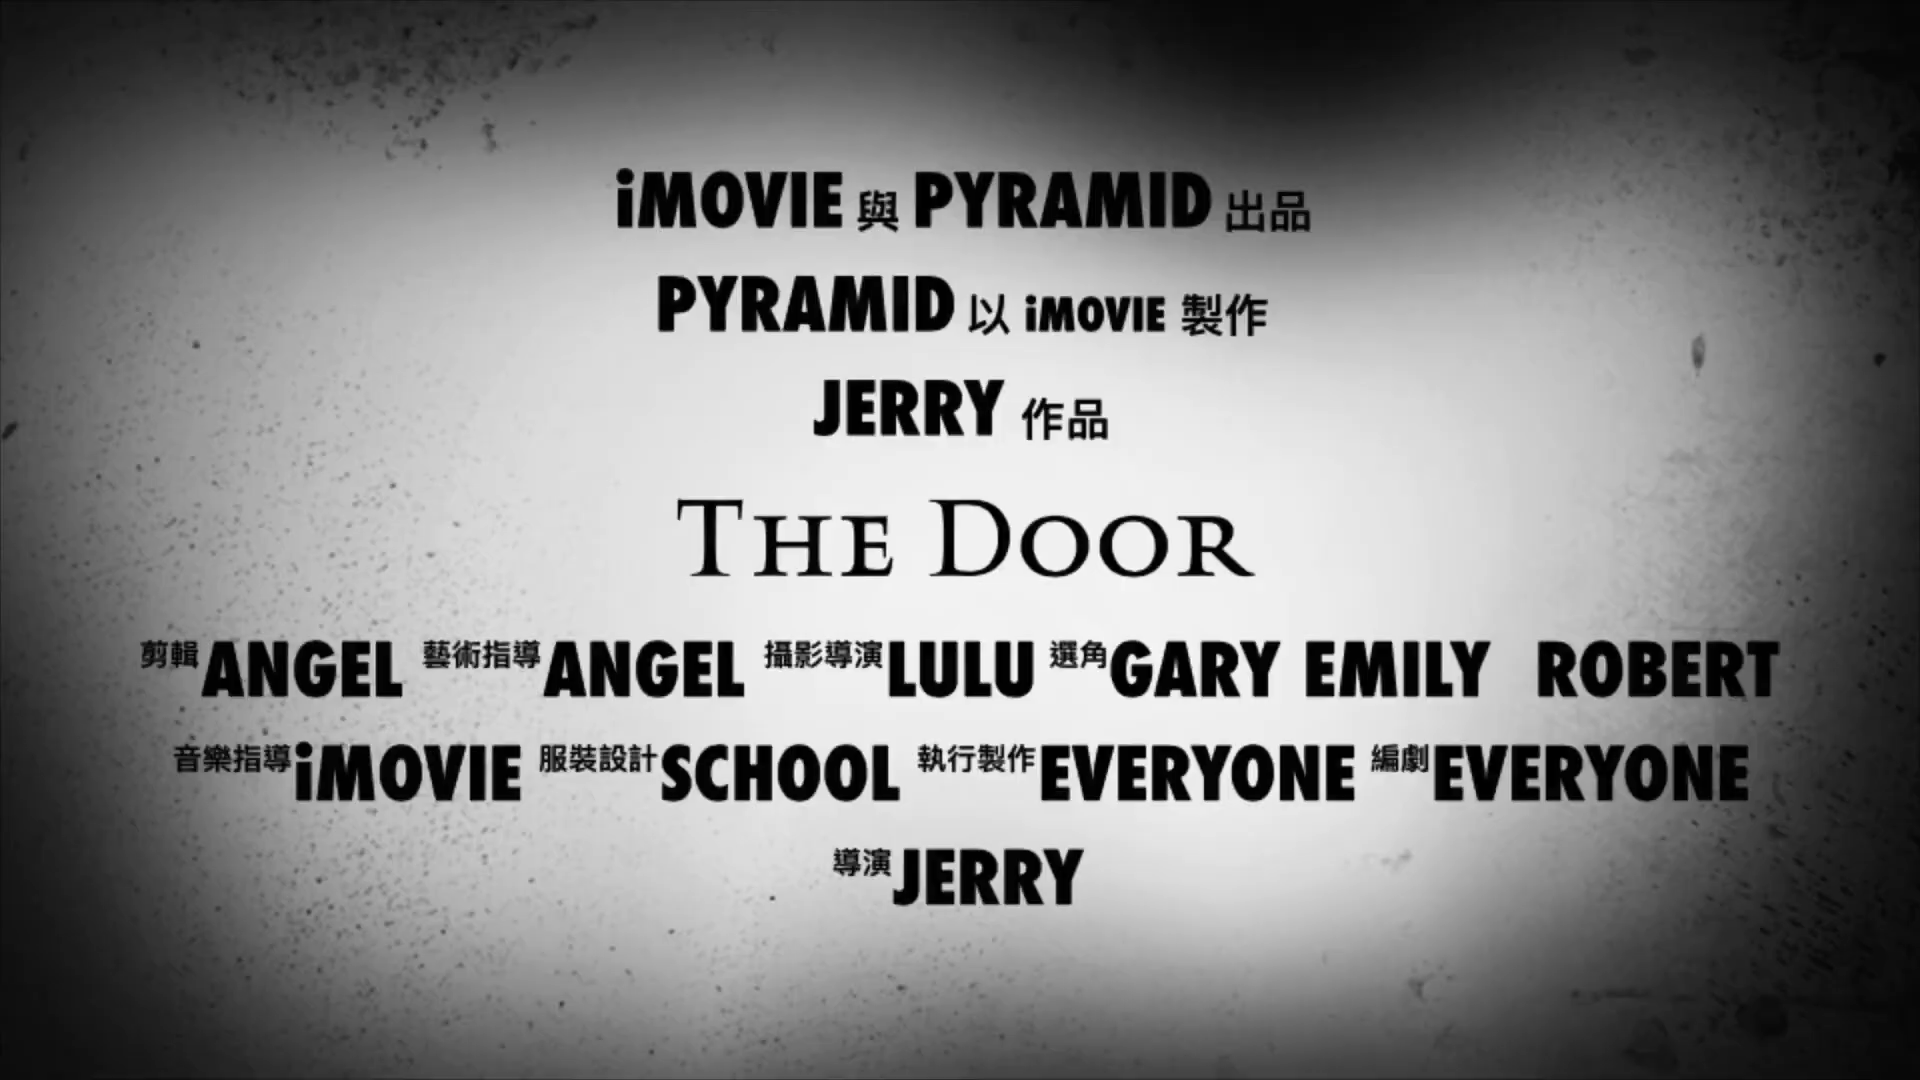 iMOVIE 與 PYRAMID 出品
PYRAMID 以 iMOVIE 製作
JERRY 作品
THE DOOR
剪輯 ANGEL 藝術指導 ANGEL 攝影導演 LULU 選角 GARY EMILY ROBERT
音樂指導 iMOVIE 服裝設計 SCHOOL 執行製作 EVERYONE 編劇 EVERYONE
導演 JERRY